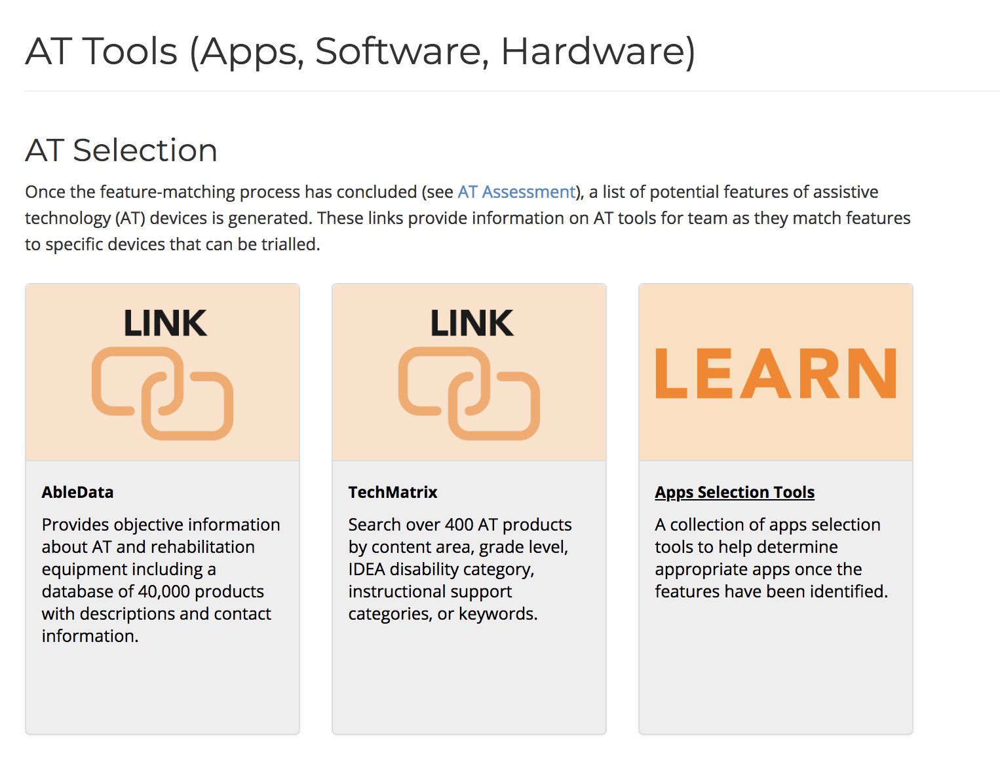 AT Tools (Apps, Software, Hardware)
AT Selection
Once the feature-matching process has concluded (see AT Assessment), a list of potential features of assistive
technology (AT) devices is generated. These links provide information on AT tools for team as they match features
to specific devices that can be trialled.
LINK
AbleData
Provides objective information
about AT and rehabilitation
equipment including a
database of 40,000 products
with descriptions and contact
information.
LINK
TechMatrix
Search over 400 AT products
by content area, grade level,
IDEA disability category,
instructional support
categories, or keywords.
LEARN
Apps Selection Tools
A collection of apps selection
tools to help determine
appropriate apps once the
features have been identified.